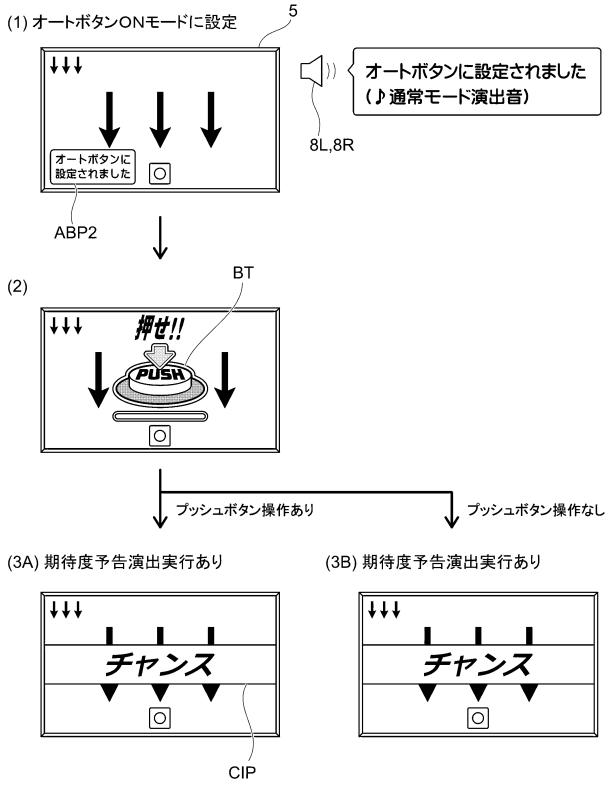 (1) オートボタンONモードに設定
5
オートボタンに設定されました
(♪通常モード演出音)
8L,8R
オートボタンに
設定されました
ABP2
(2)
BT
押せ!!
PUSH
プッシュボタン操作あり
プッシュボタン操作なし
(3A) 期待度予告演出実行あり
(3B) 期待度予告演出実行あり
チャンス
チャンス
CIP